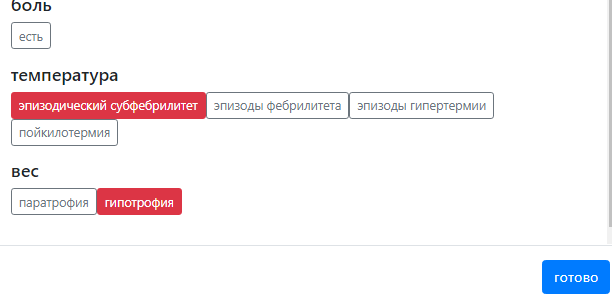 боль
есть
температура
эпизодический субфебрилитет эпизоды фебрилитета эпизоды гипертермии
пойкилотермия
вес
паратрофия гипотрофия
готово